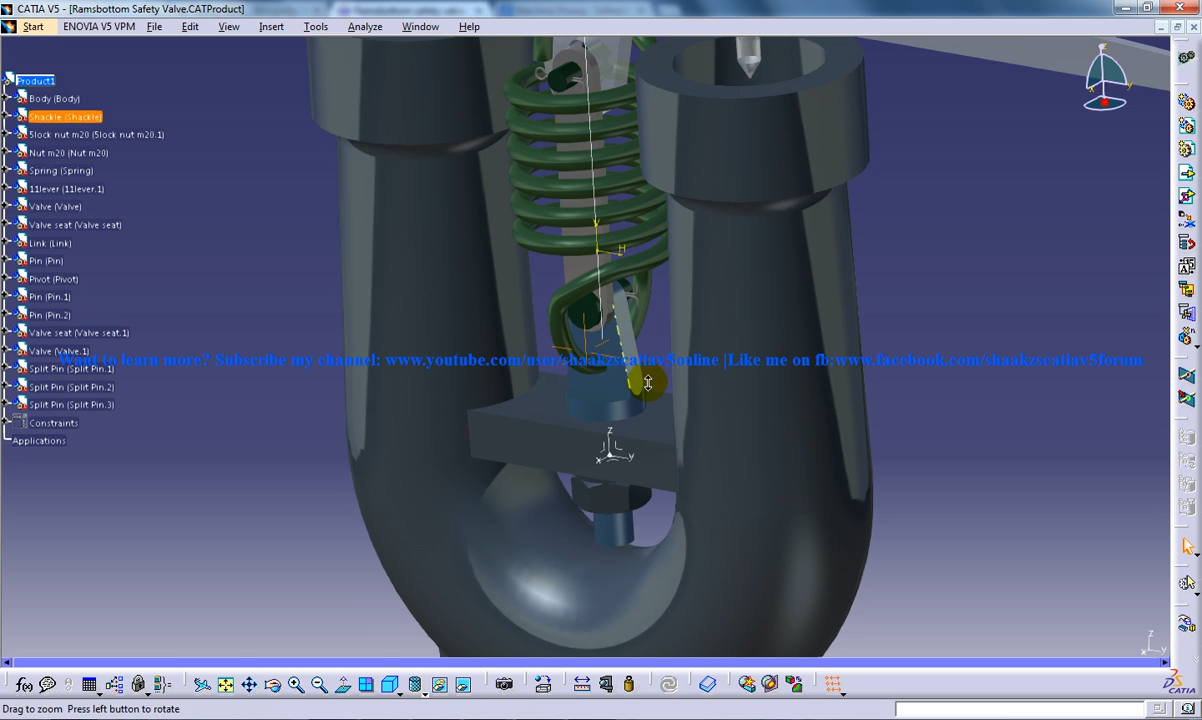 CATIA V5 - [Ramsbottom Safety Valve.CATProduct]
Start ENOVIA V5 VPM File Edit View Insert Tools Analyze Window Help
Product1
Body (Body)
Shackle (Shackle)
5lock nut m20 (5lock nut m20.1)
Nut m20 (Nut m20)
Spring (Spring)
11lever (11lever.1)
Valve (Valve)
Valve seat (Valve seat)
Link (Link)
Pin (Pin)
Pivot (Pivot)
Pin (Pin.1)
Pin (Pin.2)
Valve seat (Valve seat.1)
Valve (Valve.1)
Want to learn more? Subscribe my channel: www.youtube.com/user/shaakzscatiav5online |Like me on fb:www.facebook.com/shaakzscatiav5forum
Split Pin (Split Pin.1)
Split Pin (Split Pin.2)
Split Pin (Split Pin.3)
Constraints
Applications
H
V
z
x y
z
f(x)
CATIA
Drag to zoom Press left button to rotate